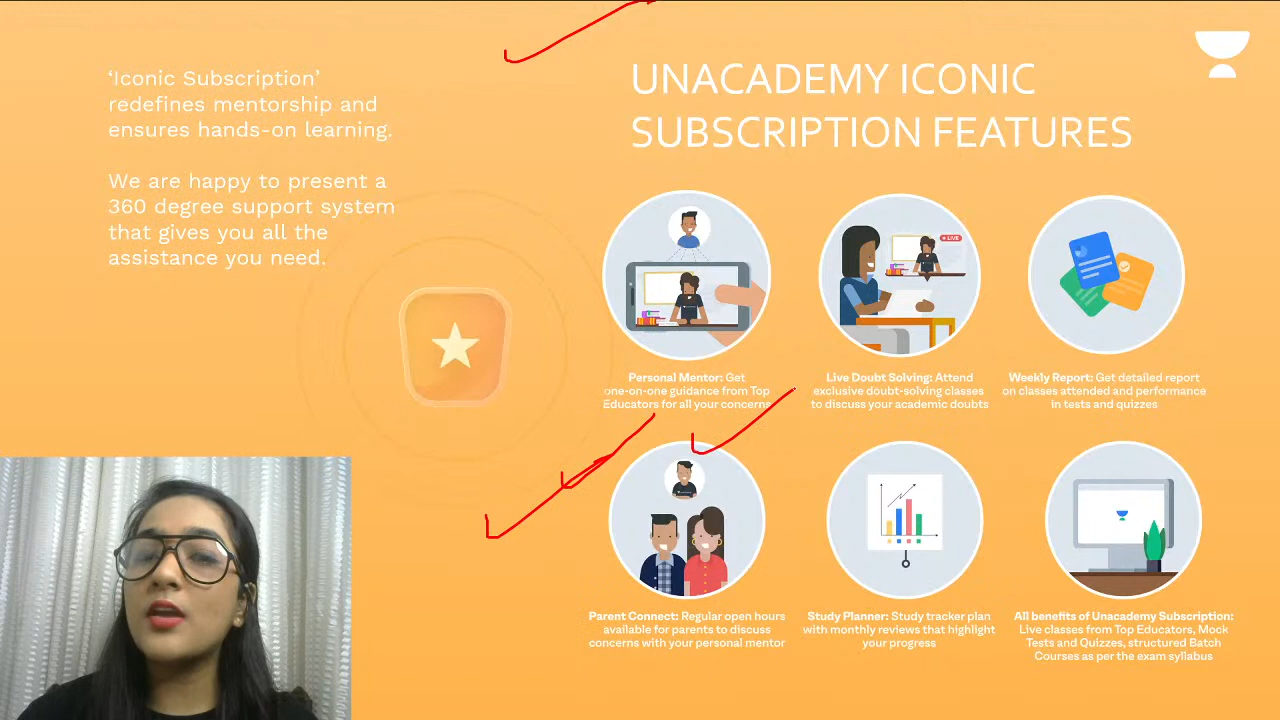 ‘Iconic Subscription’
redefines mentorship and
ensures hands-on learning.
We are happy to present a
360 degree support system
that gives you all the
assistance you need.
UNACADEMY ICONIC
SUBSCRIPTION FEATURES
LIVE
Personal Mentor: Get
one-on-one guidance from Top
Educators for all your concerns
Live Doubt Solving: Attend
exclusive doubt-solving classes
to discuss your academic doubts
Weekly Report: Get detailed report
on classes attended and performance
in tests and quizzes
Parent Connect: Regular open hours
available for parents to discuss
concerns with your personal mentor
Study Planner: Study tracker plan
with monthly reviews that highlight
your progress
All benefits of Unacademy Subscription:
Live classes from Top Educators, Mock
Tests and Quizzes, structured Batch
Courses as per the exam syllabus